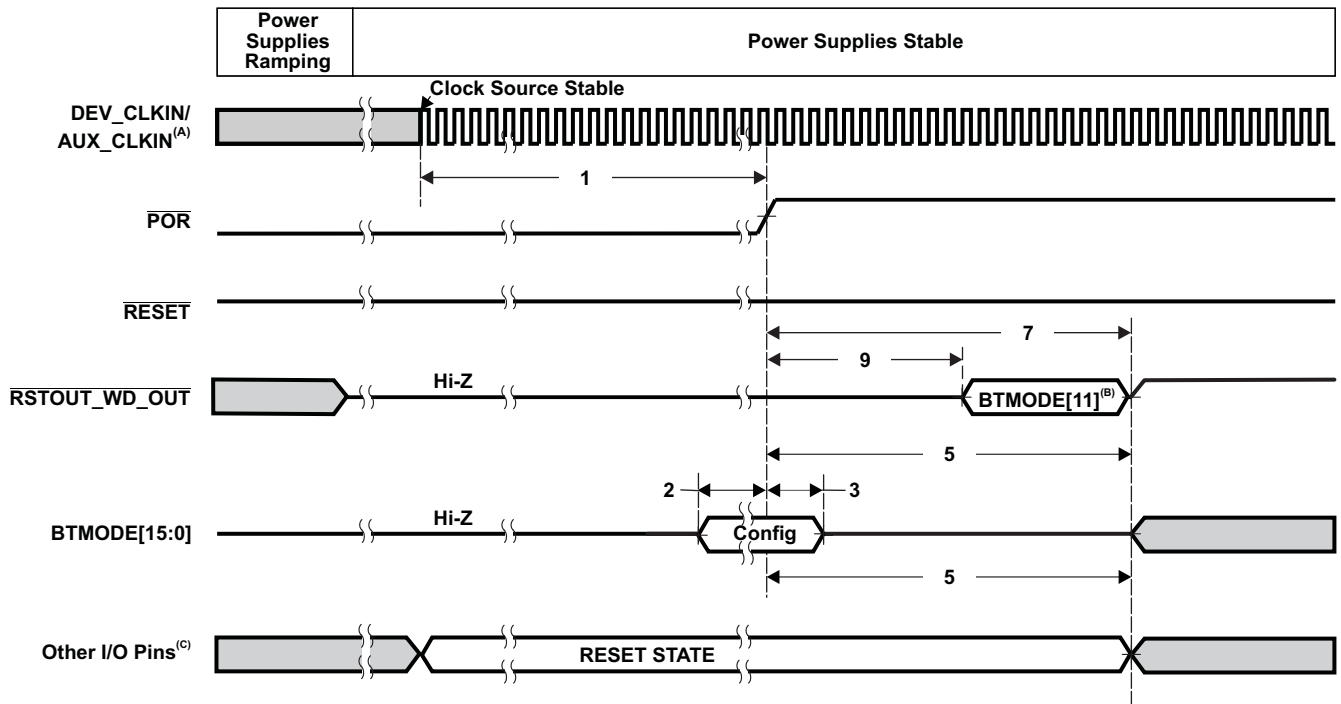 Power
Supplies
Ramping
Power Supplies Stable
Clock Source Stable
DEV_CLKIN/
AUX_CLKIN(A)
1
POR
RESET
7
9
RSTOUT_WD_OUT
Hi-Z
BTMODE[11](B)
5
2
3
BTMODE[15:0]
Hi-Z
Config
5
Other I/O Pins(C)
RESET STATE